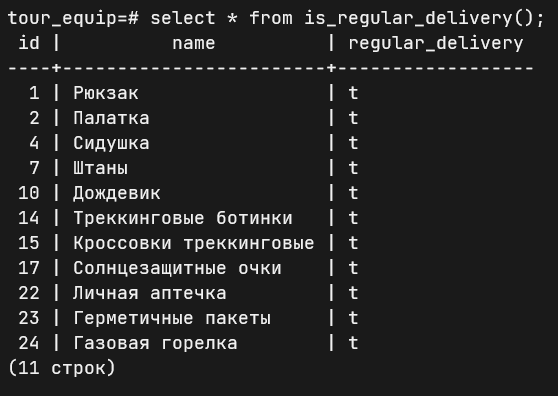 tour_equip=# select * from is_regular_delivery();
 id |          name          | regular_delivery
----+------------------------+------------------
  1 | Рюкзак                 | t
  2 | Палатка                | t
  4 | Сидушка                | t
  7 | Штаны                  | t
 10 | Дождевик               | t
 14 | Треккинговые ботинки   | t
 15 | Кроссовки треккинговые | t
 17 | Солнцезащитные очки    | t
 22 | Личная аптечка         | t
 23 | Герметичные пакеты     | t
 24 | Газовая горелка        | t
(11 строк)